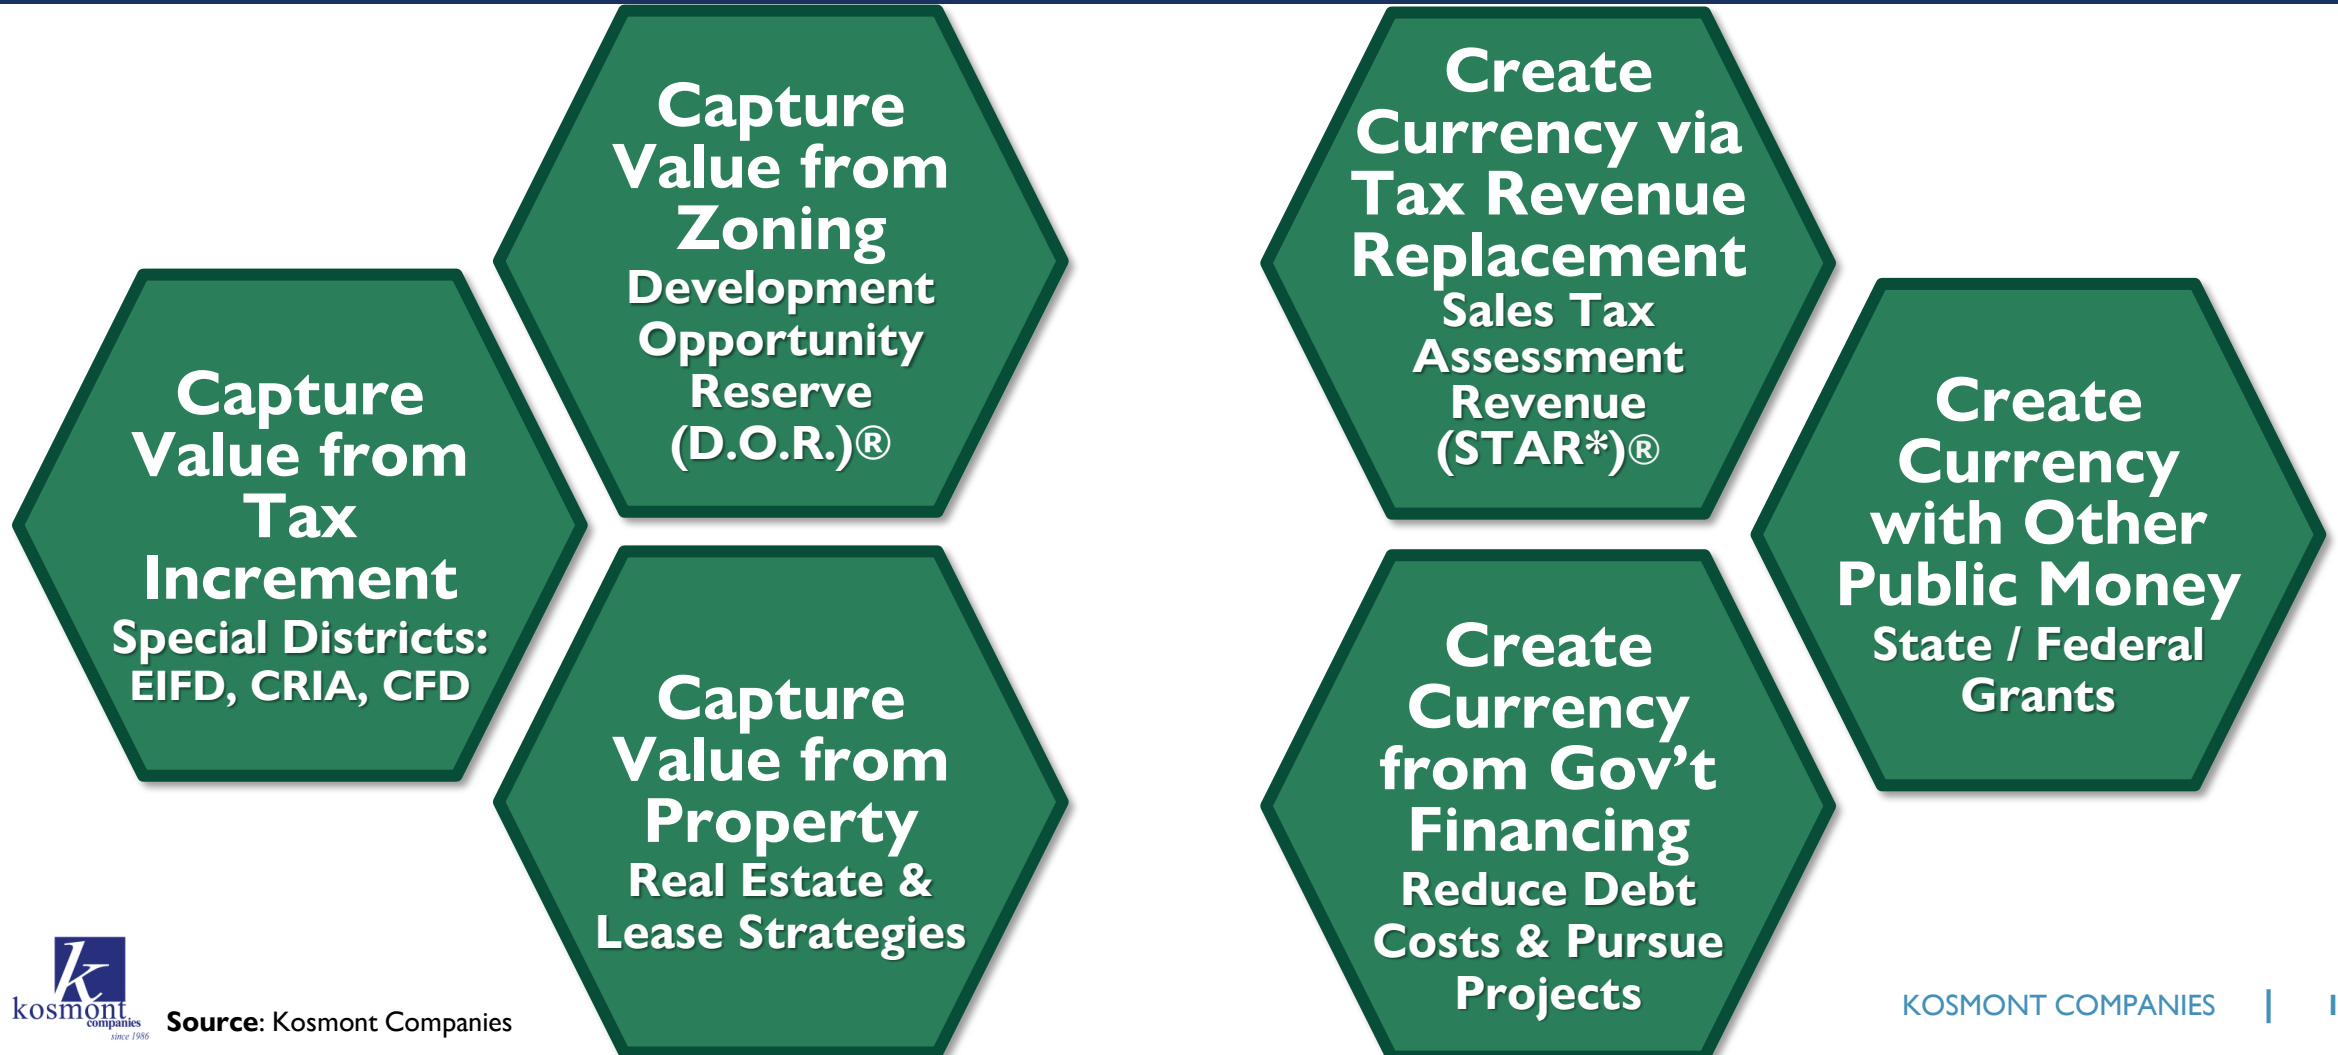 Capture
Value from
Zoning
Development
Opportunity
Reserve
(D.O.R.)®
Capture
Value from
Tax
Increment
Special Districts:
EIFD, CRIA, CFD
Capture
Value from
Property
Real Estate &
Lease Strategies
Create
Currency via
Tax Revenue
Replacement
Sales Tax
Assessment
Revenue
(STAR*)®
Create
Currency
with Other
Public Money
State / Federal
Grants
Create
Currency
from Gov’t
Financing
Reduce Debt
Costs & Pursue
Projects
k
kosmont
companies
since 1986
Source: Kosmont Companies
KOSMONT COMPANIES | 1